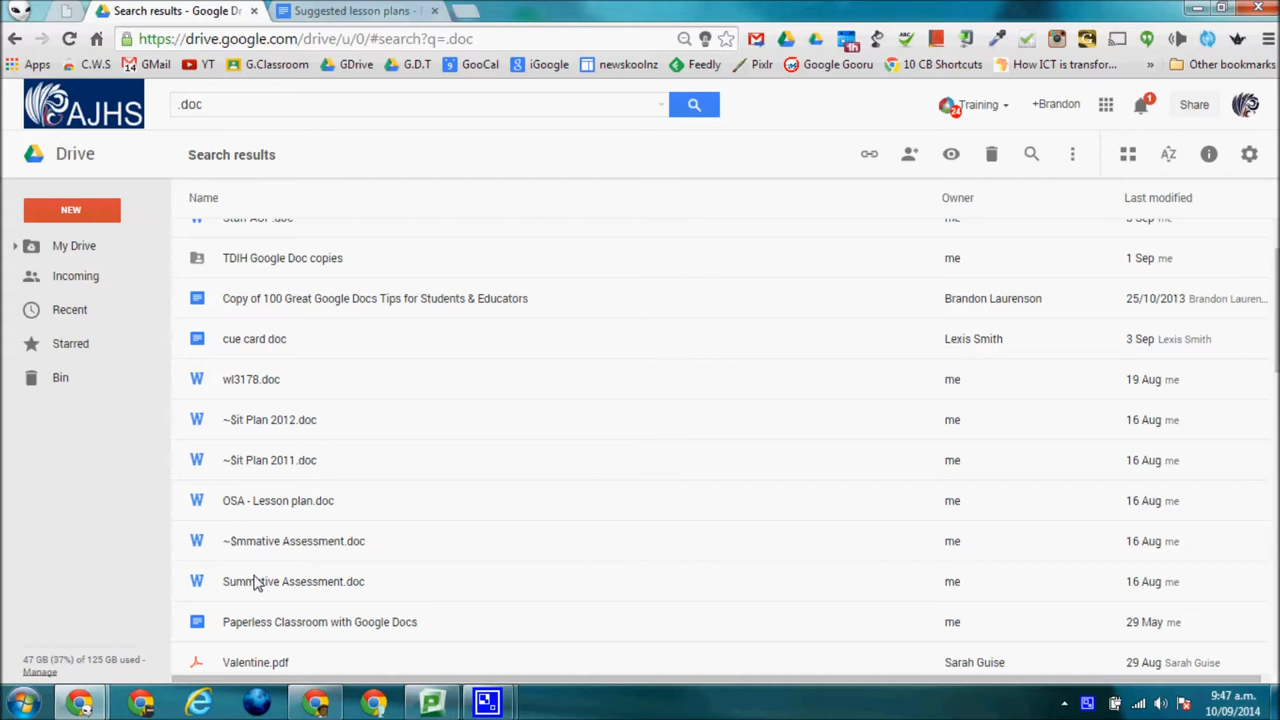 Search results - Google Dr
Suggested lesson plans -
https://drive.google.com/drive/u/0/#search?q=.doc
1h
Apps
C.W.S
14
GMail
YT
G.Classroom
GDrive
G.D.T
9
GooCal
8
iGoogle
newskoolnz
Feedly
Pixlr
Google Gooru
10 CB Shortcuts
How ICT is transfor...
»
Other bookmarks
AJHS
.doc
24
Training
+Brandon
1
Share
Drive
Search results
Name
Owner
Last modified
NEW
My Drive
Incoming
Recent
Starred
Bin
me
TDIH Google Doc copies
me
1 Sep me
Copy of 100 Great Google Docs Tips for Students & Educators
Brandon Laurenson
25/10/2013 Brandon Lauren...
cue card doc
Lexis Smith
3 Sep Lexis Smith
W
wl3178.doc
me
19 Aug me
W
~$it Plan 2012.doc
me
16 Aug me
W
~$it Plan 2011.doc
me
16 Aug me
W
OSA - Lesson plan.doc
me
16 Aug me
W
~$mmative Assessment.doc
me
16 Aug me
W
Summative Assessment.doc
me
16 Aug me
Paperless Classroom with Google Docs
me
29 May me
Valentine.pdf
Sarah Guise
29 Aug Sarah Guise
47 GB (37%) of 125 GB used -
Manage
9:47 a.m.
10/09/2014